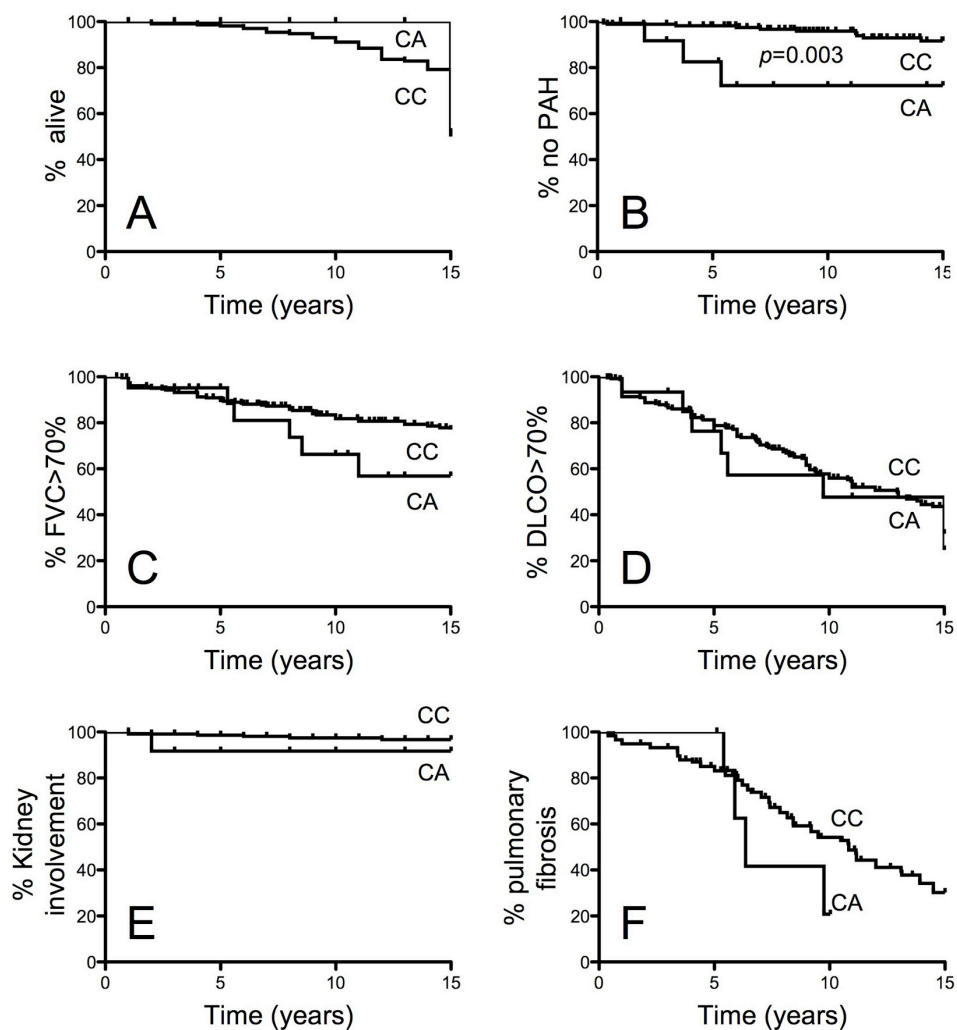 100
80
60
40
20
0
% alive
CA
CC
A
0 5 10 15
Time (years)
100
80
60
40
20
0
% no PAH
p=0.003
CC
CA
B
0 5 10 15
Time (years)
100
80
60
40
20
0
% FVC>70%
CC
CA
C
0 5 10 15
Time (years)
100
80
60
40
20
0
% DLCO>70%
CC
CA
D
0 5 10 15
Time (years)
100
80
60
40
20
0
% Kidney
involvement
CC
CA
E
0 5 10 15
Time (years)
100
80
60
40
20
0
% pulmonary
fibrosis
CC
CA
F
0 5 10 15
Time (years)